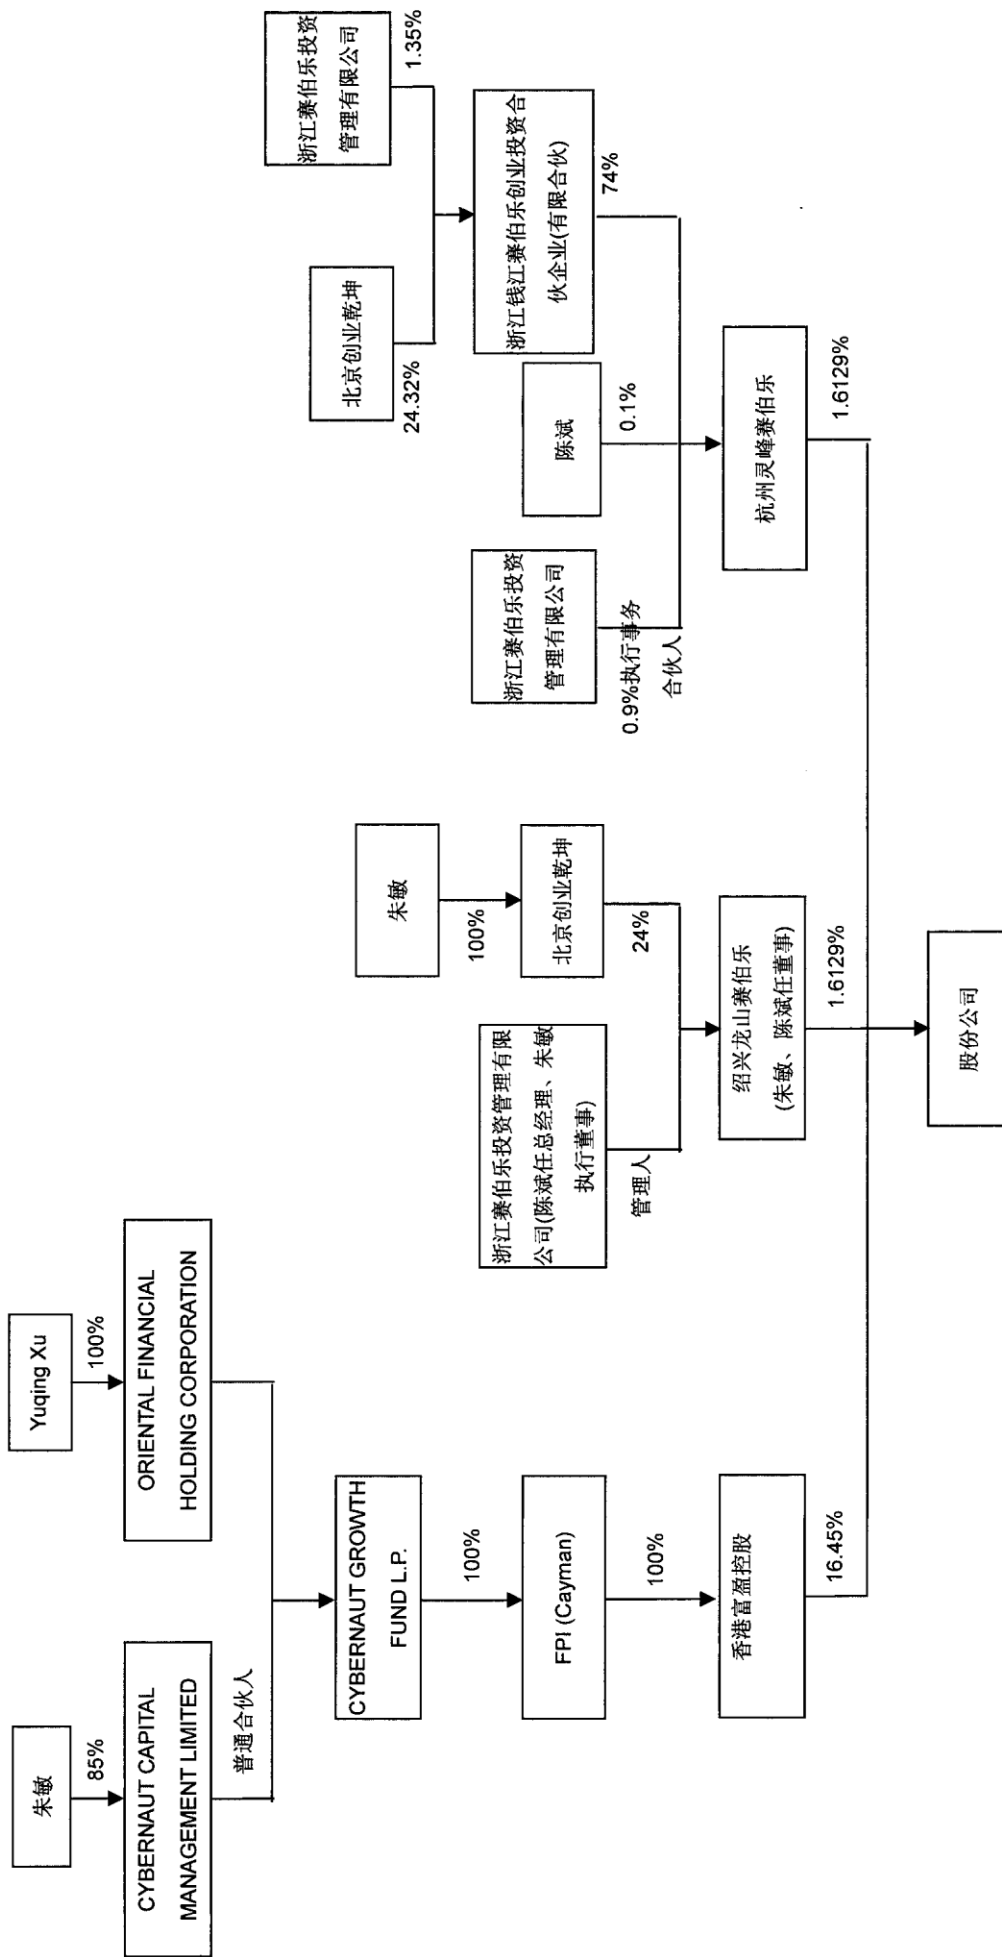 朱敏
85%
CYBERNAUT CAPITAL
MANAGEMENT LIMITED
普通合伙人
Yuqing Xu
100%
ORIENTAL FINANCIAL
HOLDING CORPORATION
CYBERNAUT GROWTH
FUND L.P.
100%
FPI (Cayman)
100%
香港富盈控股
16.45%
朱敏
100%
浙江赛伯乐投资管理有限
公司(陈斌任总经理、朱敏
执行董事)
管理人
北京创业乾坤
24%
绍兴龙山赛伯乐
(朱敏、陈斌任董事)
1.6129%
北京创业乾坤
24.32%
浙江赛伯乐投资
管理有限公司
1.35%
浙江赛伯乐投资
管理有限公司
0.9%执行事务
合伙人
陈斌
0.1%
浙江钱江赛伯乐创业投资合
伙企业(有限合伙)
74%
杭州灵峰赛伯乐
1.6129%
股份公司